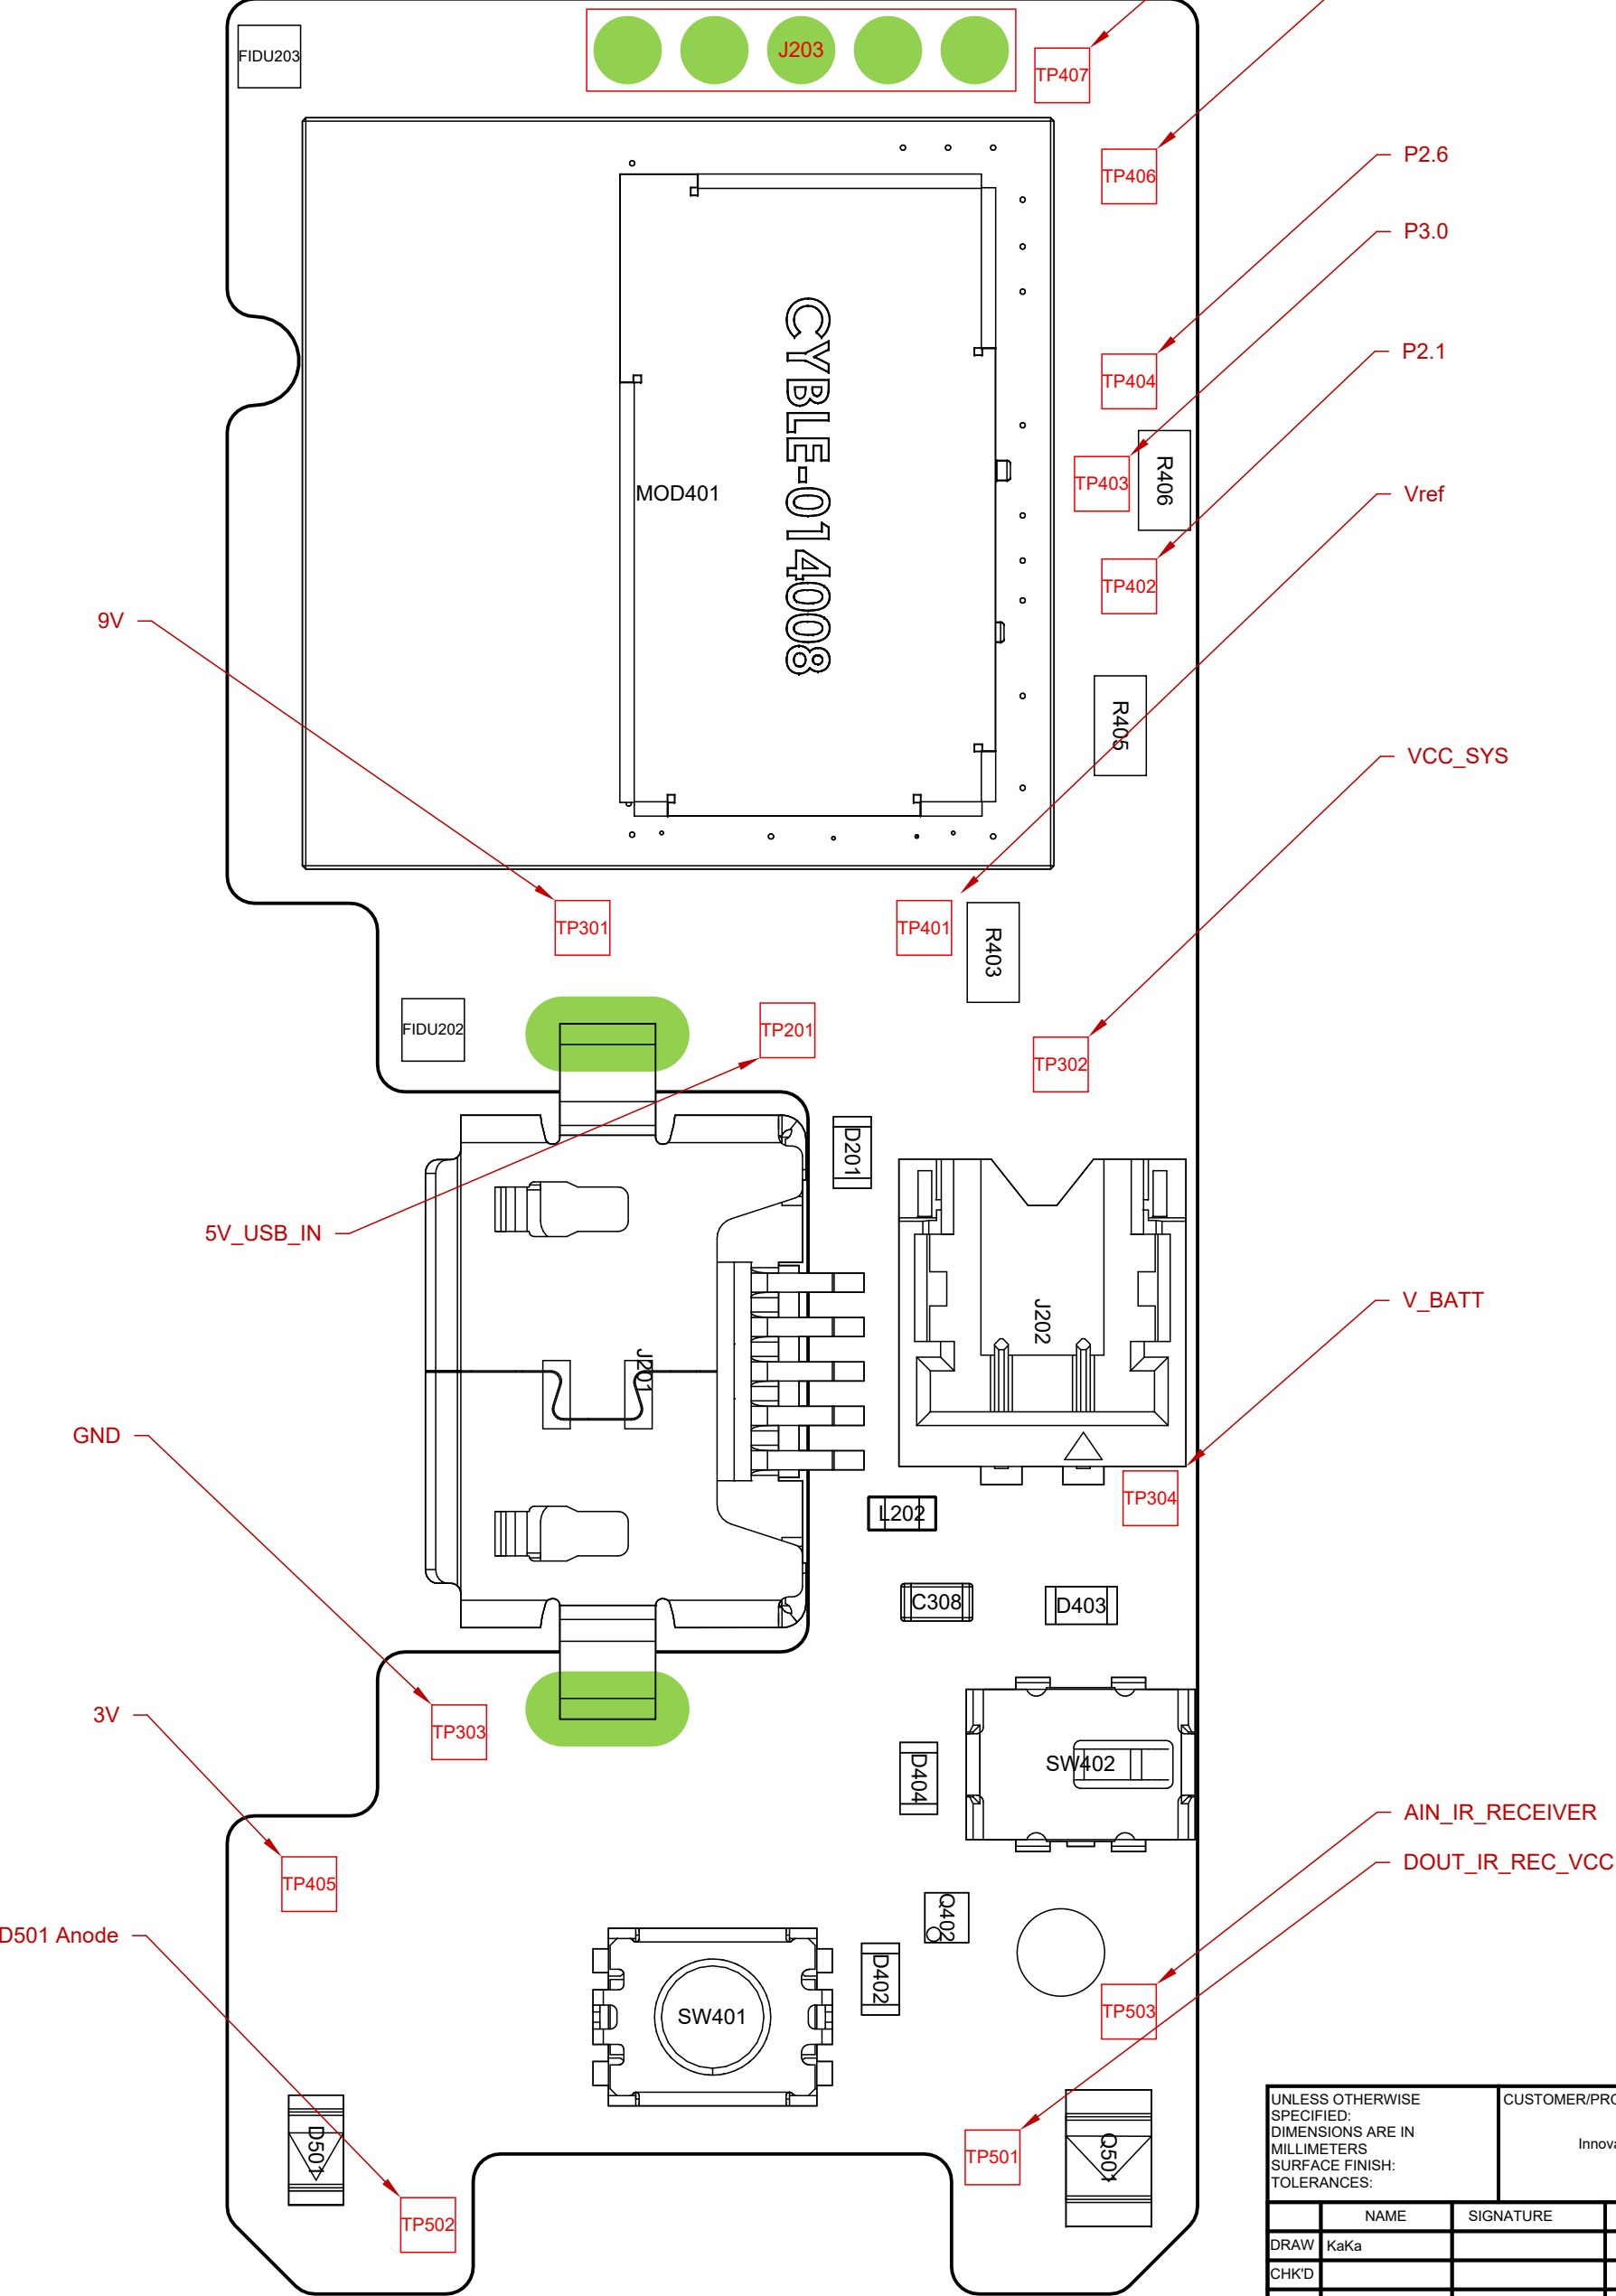 FIDU203
J203
TP407
TP406
P2.6
P3.0
TP404
P2.1
TP403
R406
MOD401
CYBLE-014008
Vref
TP402
9V
R405
VCC_SYS
TP301
TP401
R403
FIDU202
TP201
TP302
D201
5V_USB_IN
J202
V_BATT
J201
GND
TP304
L202
C308
D403
3V
TP303
SW402
D404
AIN_IR_RECEIVER
DOUT_IR_REC_VCC
TP405
Q402
D501 Anode
D402
TP503
SW401
D501
TP501
Q501
TP502
UNLESS OTHERWISE
SPECIFIED:
DIMENSIONS ARE IN
MILLIMETERS
SURFACE FINISH:
TOLERANCES:
CUSTOMER/PRO
Innova
NAME
SIGNATURE
DRAW
KaKa
CHK'D